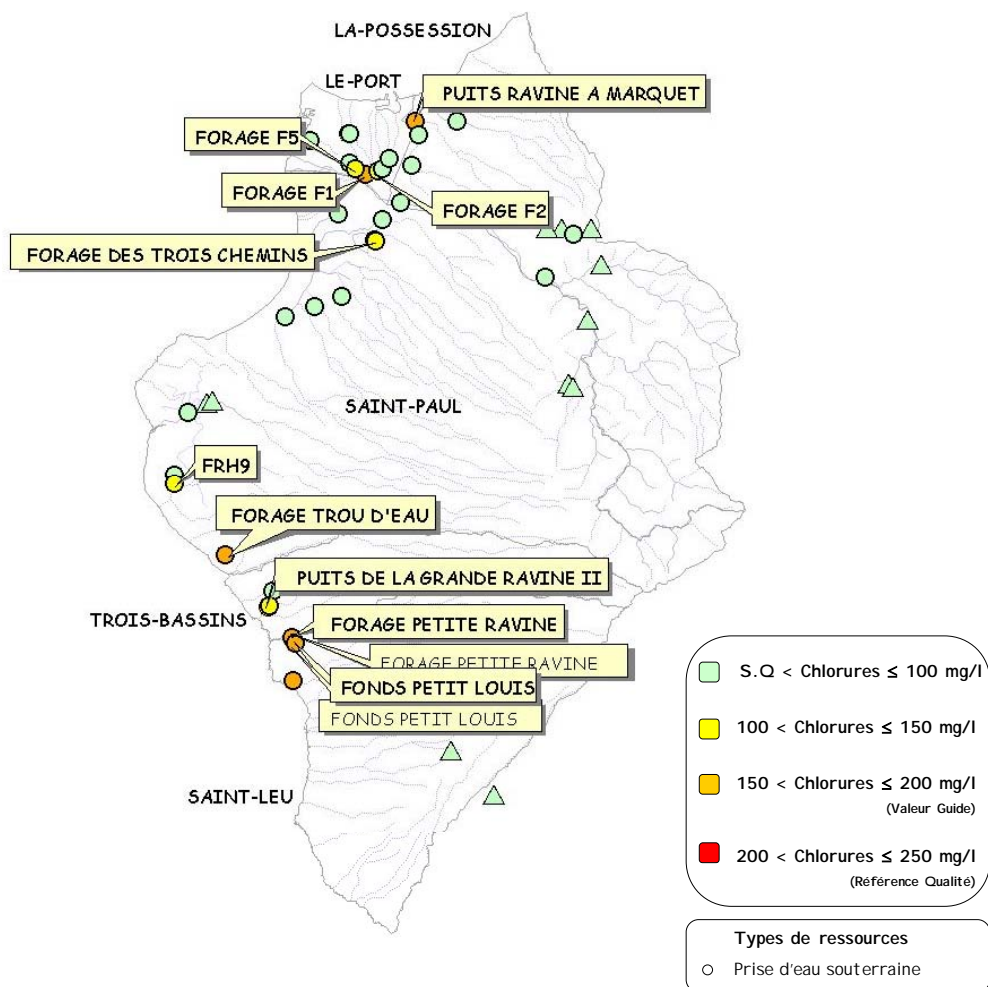 LA-POSSESSION
LE-PORT
PUITS RAVINE A MARQUET
FORAGE F5
FORAGE F1
FORAGE F2
FORAGE DES TROIS CHEMINS
SAINT-PAUL
FRH9
FORAGE TROU D'EAU
PUITS DE LA GRANDE RAVINE II
TROIS-BASSINS
FORAGE PETITE RAVINE
FORAGE PETITE RAVINE
FONDS PETIT LOUIS
FONDS PETIT LOUIS
SAINT-LEU
S.Q < Chlorures ≤ 100 mg/l
100 < Chlorures ≤ 150 mg/l
150 < Chlorures ≤ 200 mg/l
(Valeur Guide)
200 < Chlorures ≤ 250 mg/l
(Référence Qualité)
Types de ressources
Prise d'eau souterraine